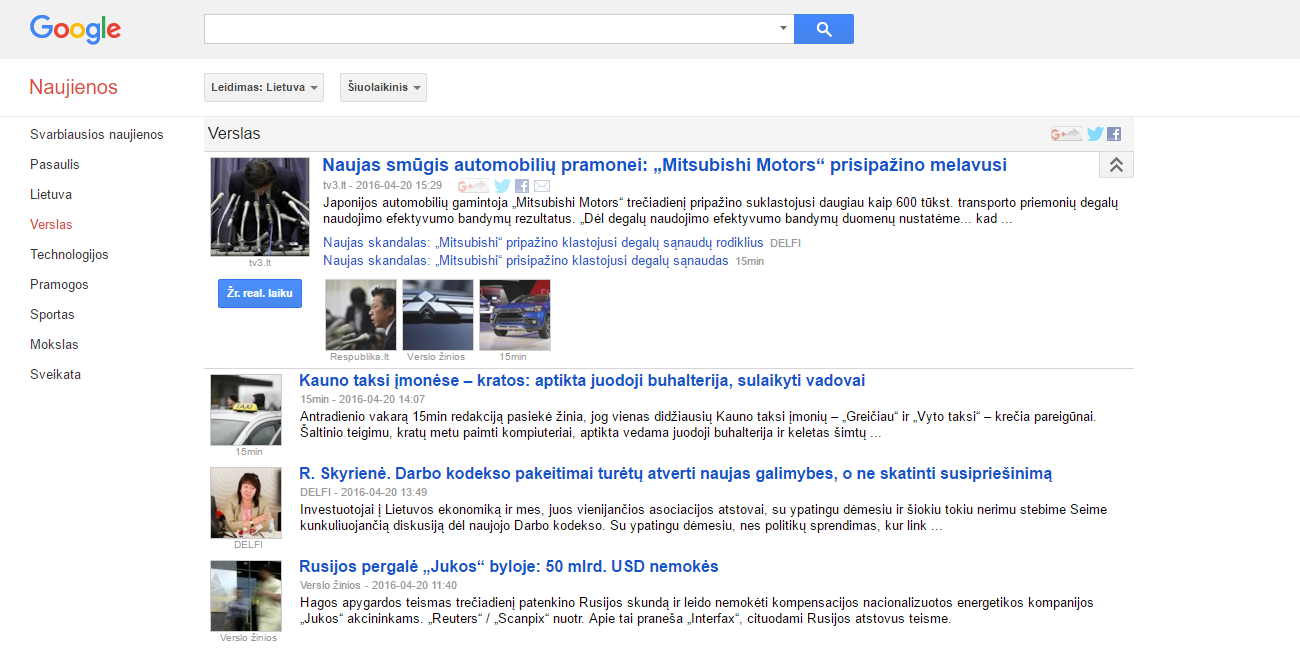 Google
Naujienos
Leidimas: Lietuva
Šiuolaikinis
Svarbiausios naujienos
Pasaulis
Lietuva
Verslas
Technologijos
Pramogos
Sportas
Mokslas
Sveikata
Verslas
G+
Naujas smūgis automobilių pramonei: „Mitsubishi Motors“ prisipažino melavusi
tv3.lt - 2016-04-20 15:29
G+
Japonijos automobilių gamintoja „Mitsubishi Motors“ trečiadienį pripažino suklastojusi daugiau kaip 600 tūkst. transporto priemonių degalų
naudojimo efektyvumo bandymų rezultatus. „Dėl degalų naudojimo efektyvumo bandymų duomenų nustatėme... kad ...
Naujas skandalas: „Mitsubishi“ pripažino klastojusi degalų sąnaudų rodiklius DELFI
Naujas skandalas: „Mitsubishi“ prisipažino klastojusi degalų sąnaudas 15min
tv3.lt
Žr. real. laiku
Respublika.lt
Verslo žinios
15min
Kauno taksi įmonėse – kratos: aptikta juodoji buhalterija, sulaikyti vadovai
15min - 2016-04-20 14:07
Antradienio vakarą 15min redakciją pasiekė žinia, jog vienas didžiausių Kauno taksi įmonių – „Greičiau“ ir „Vyto taksi“ – krečia pareigūnai.
Šaltinio teigimu, kratų metu paimti kompiuteriai, aptikta vedama juodoji buhalterija ir keletas šimtų ...
TAXI
15min
R. Skyrienė. Darbo kodekso pakeitimai turėtų atverti naujas galimybes, o ne skatinti susipriešinimą
DELFI - 2016-04-20 13:49
Investuotojai į Lietuvos ekonomiką ir mes, juos vienijančios asociacijos atstovai, su ypatingu dėmesiu ir šiokiu tokiu nerimu stebime Seime
kunkuliuojančią diskusiją dėl naujojo Darbo kodekso. Su ypatingu dėmesiu, nes politikų sprendimas, kur link ...
DELFI
Rusijos pergalė „Jukos“ byloje: 50 mlrd. USD nemokės
Verslo žinios - 2016-04-20 11:40
Hagos apygardos teismas trečiadienį patenkino Rusijos skundą ir leido nemokėti kompensacijos nacionalizuotos energetikos kompanijos
„Jukos“ akcininkams. „Reuters“ / „Scanpix“ nuotr. Apie tai praneša „Interfax“, cituodami Rusijos atstovus teisme.
Verslo žinios